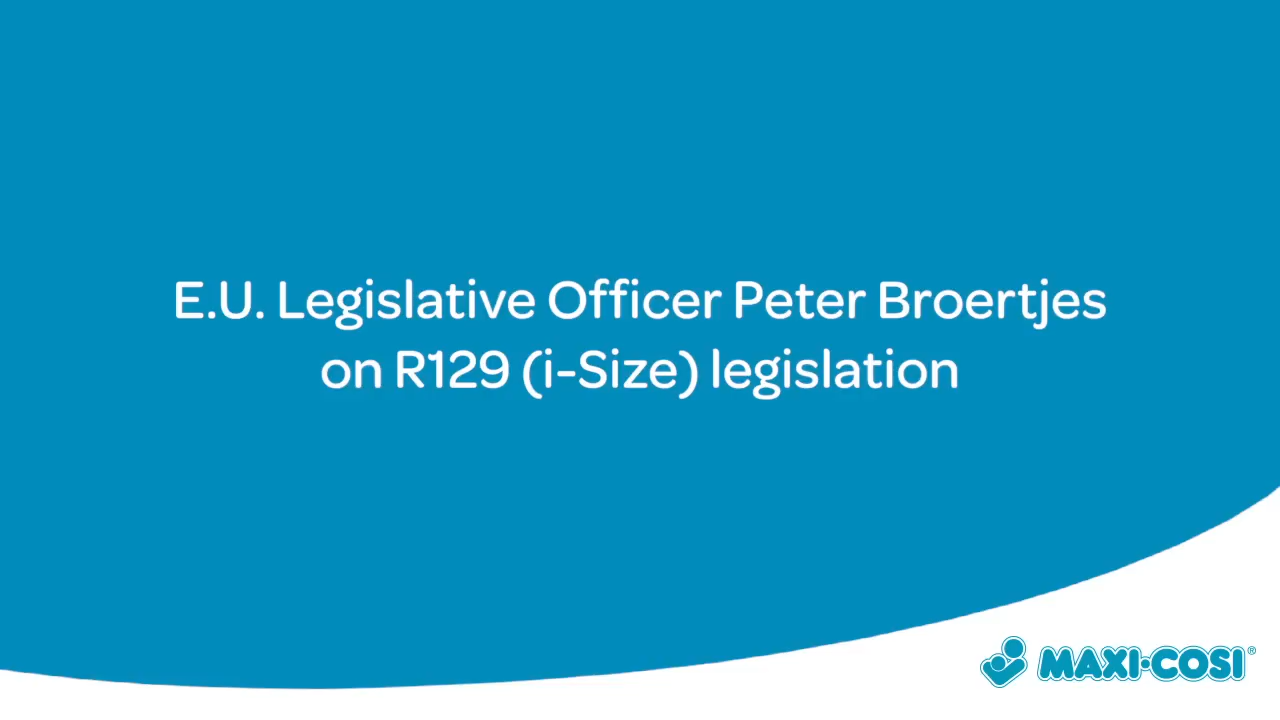 E.U. Legislative Officer Peter Broertjes
on R129 (i-Size) legislation
MAXI·COSI®